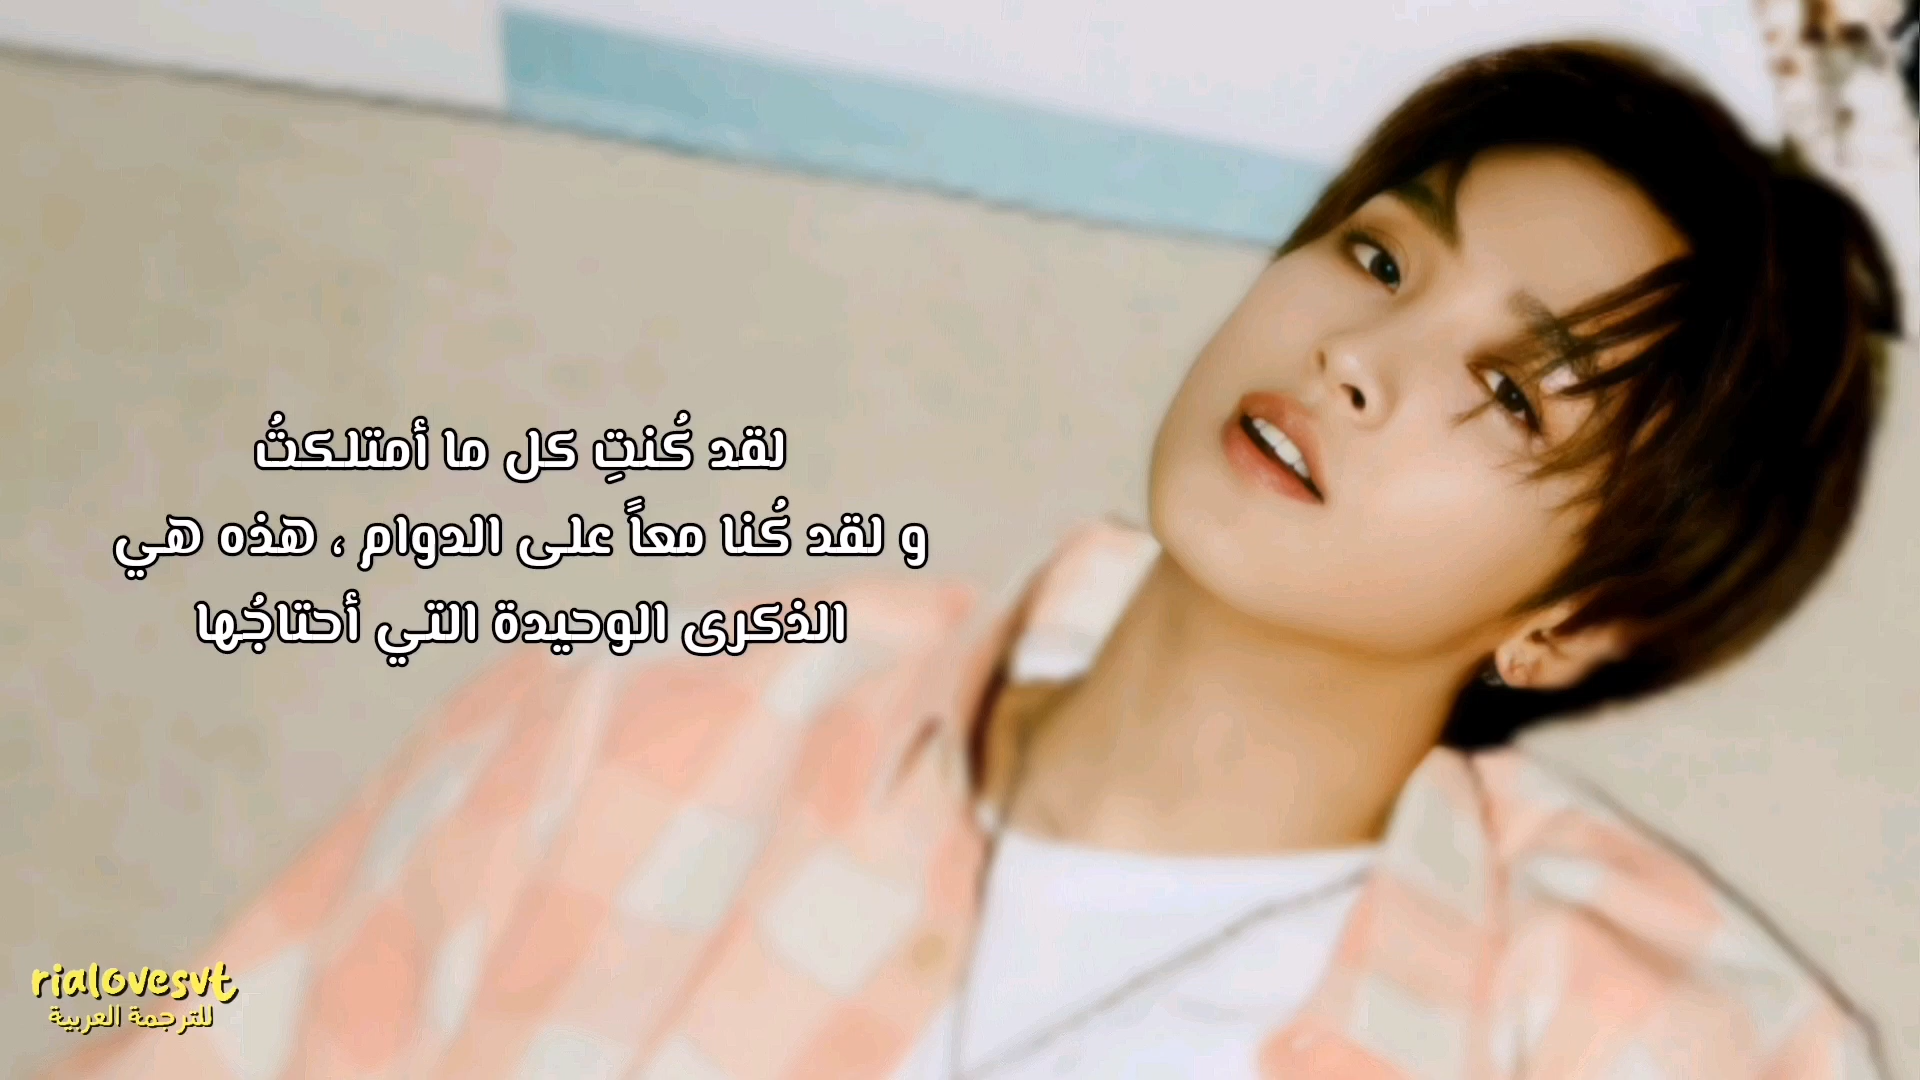 لقد كُنتِ كل ما أمتلكتُ
و لقد كُنا معاً على الدوام ، هذه هي
الذكرى الوحيدة التي أحتاجُها
rialovesvt
للترجمة العربية